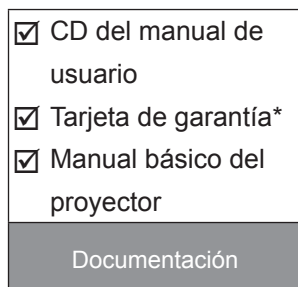 ☑ CD del manual de
usuario
☑ Tarjeta de garantía*
☑ Manual básico del
proyector
Documentación